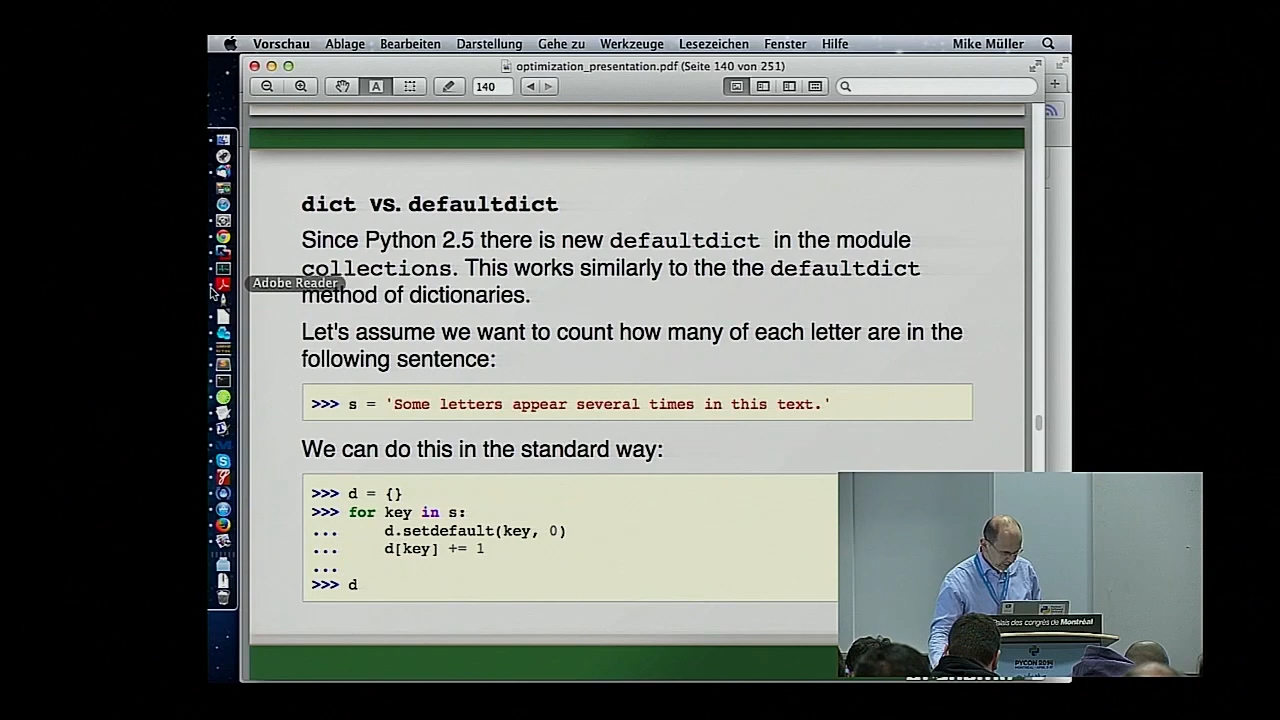 Vorschau Ablage Bearbeiten Darstellung Gehe zu Werkzeuge Lesezeichen Fenster Hilfe Mike Müller
optimization_presentation.pdf (Seite 140 von 251)
A 140
dict vs. defaultdict
Since Python 2.5 there is new defaultdict in the module
collections. This works similarly to the the defaultdict
Adobe Reader
method of dictionaries.
Let's assume we want to count how many of each letter are in the
following sentence:
>>> s = 'Some letters appear several times in this text.'
We can do this in the standard way:
>>> d = {}
>>> for key in s:
... d.setdefault(key, 0)
... d[key] += 1
...
>>> d
Palais des congrès de Montréal
PYCON 2014